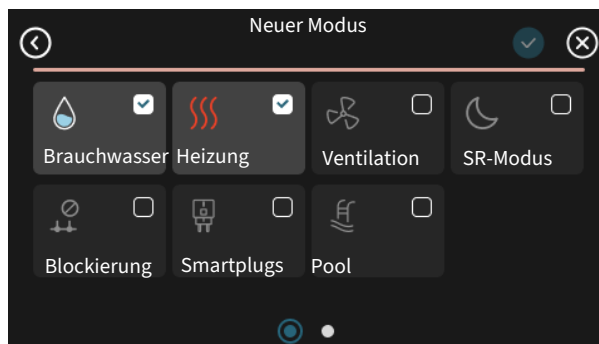 Neuer Modus
Brauchwasser Heizung Ventilation SR-Modus
Blockierung Smartplugs Pool